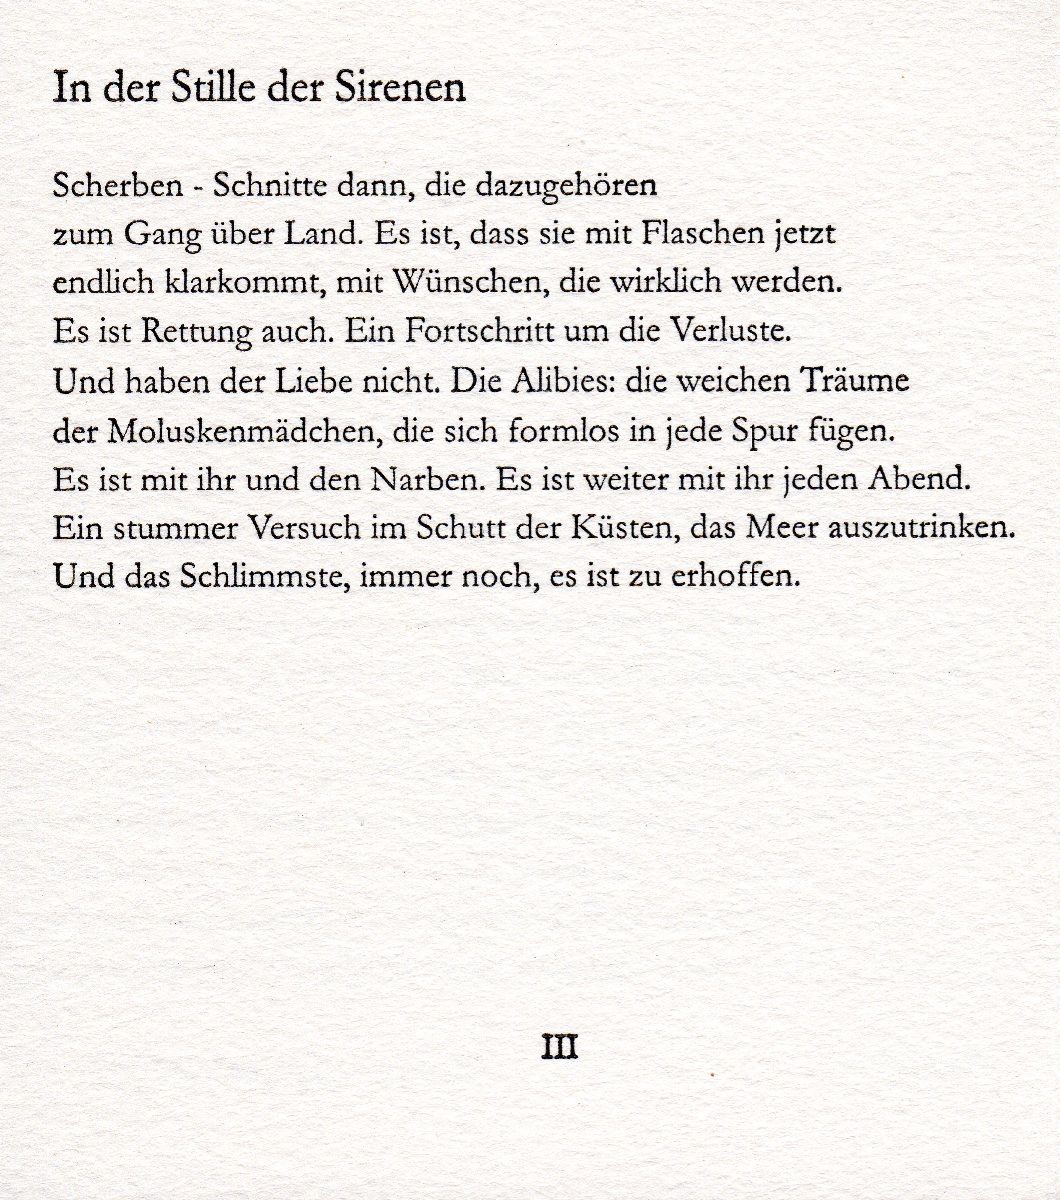 In der Stille der Sirenen
Scherben - Schnitte dann, die dazugehören
zum Gang über Land. Es ist, dass sie mit Flaschen jetzt
endlich klarkommt, mit Wünschen, die wirklich werden.
Es ist Rettung auch. Ein Fortschritt um die Verluste.
Und haben der Liebe nicht. Die Alibies: die weichen Träume
der Moluskenmädchen, die sich formlos in jede Spur fügen.
Es ist mit ihr und den Narben. Es ist weiter mit ihr jeden Abend.
Ein stummer Versuch im Schutt der Küsten, das Meer auszutrinken.
Und das Schlimmste, immer noch, es ist zu erhoffen.
III